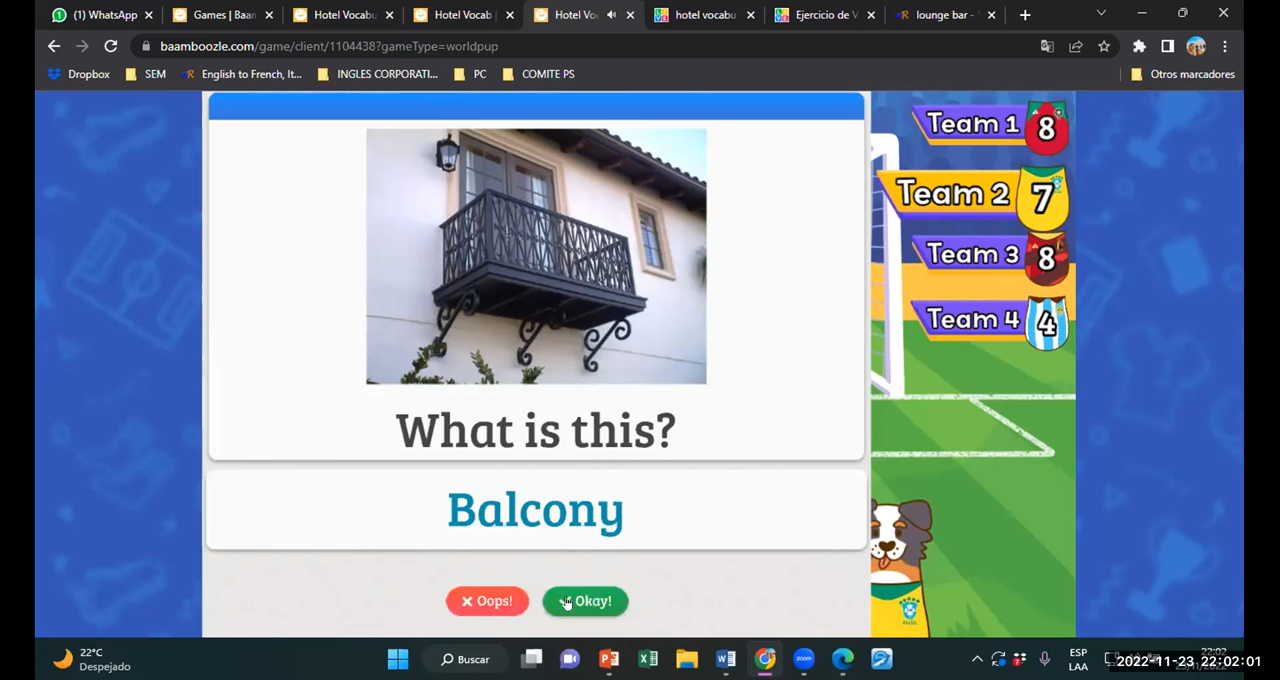 (1) WhatsApp
Games | Baan
Hotel Vocabu
Hotel Vocab |
Hotel Vo
hotel vocabu
Ejercicio de V
lounge bar -
baamboozle.com/game/client/1104438?gameType=worldpup
Dropbox
SEM
English to French, It...
INGLES CORPORATI...
PC
COMITE PS
Otros marcadores
Team 1 8
Team 2 7
Team 3 8
Team 4 4
What is this?
Balcony
Oops!
Okay!
22°C
Despejado
Buscar
ESP
LAA
22:02
2022-11-23 22:02:01